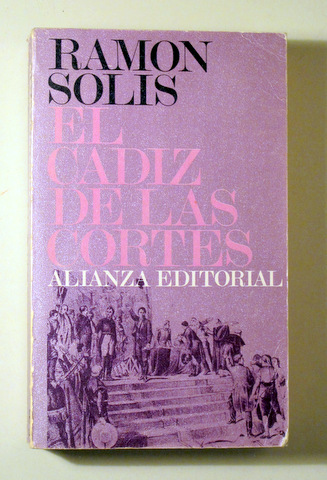 RAMON
SOLIS
EL
CADIZ
DE LAS
CORTES
ALIANZA EDITORIAL